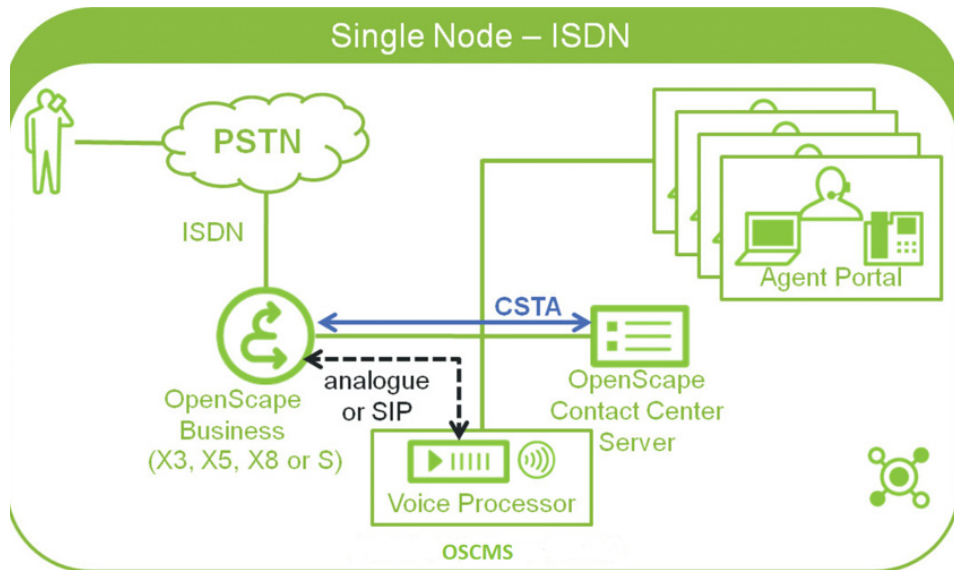 Single Node – ISDN
PSTN
ISDN
Agent Portal
CSTA
analogue
or SIP
OpenScape
Business
(X3, X5, X8 or S)
OpenScape
Contact Center
Server
Voice Processor
OSCMS